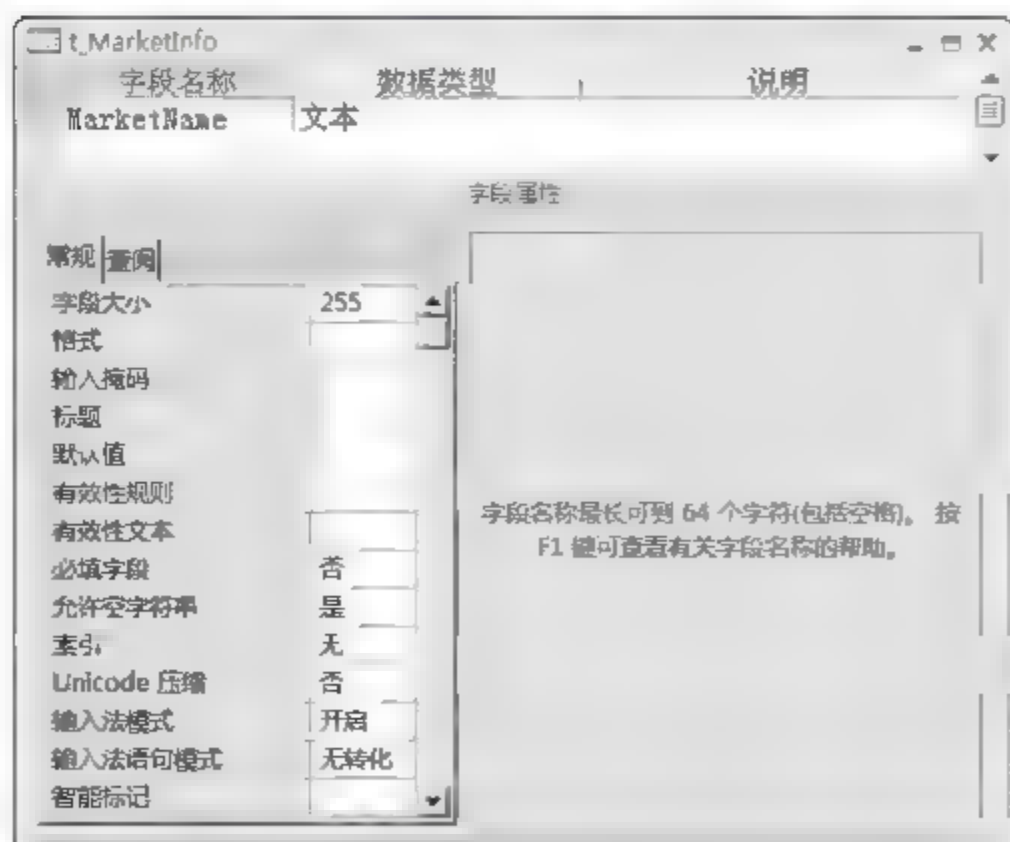 t_MarketInfo
字段名称 数据类型 说明
MarketName 文本
字段属性
常规 查阅
字段大小 255
格式
输入掩码
标题
默认值
有效性规则
有效性文本
必填字段 否
允许空字符串 是
索引 无
Unicode 压缩 否
输入法模式 开启
输入法语句模式 无转化
智能标记
字段名称最长可到 64 个字符(包括空格)。 按
F1 键可查看有关字段名称的帮助。